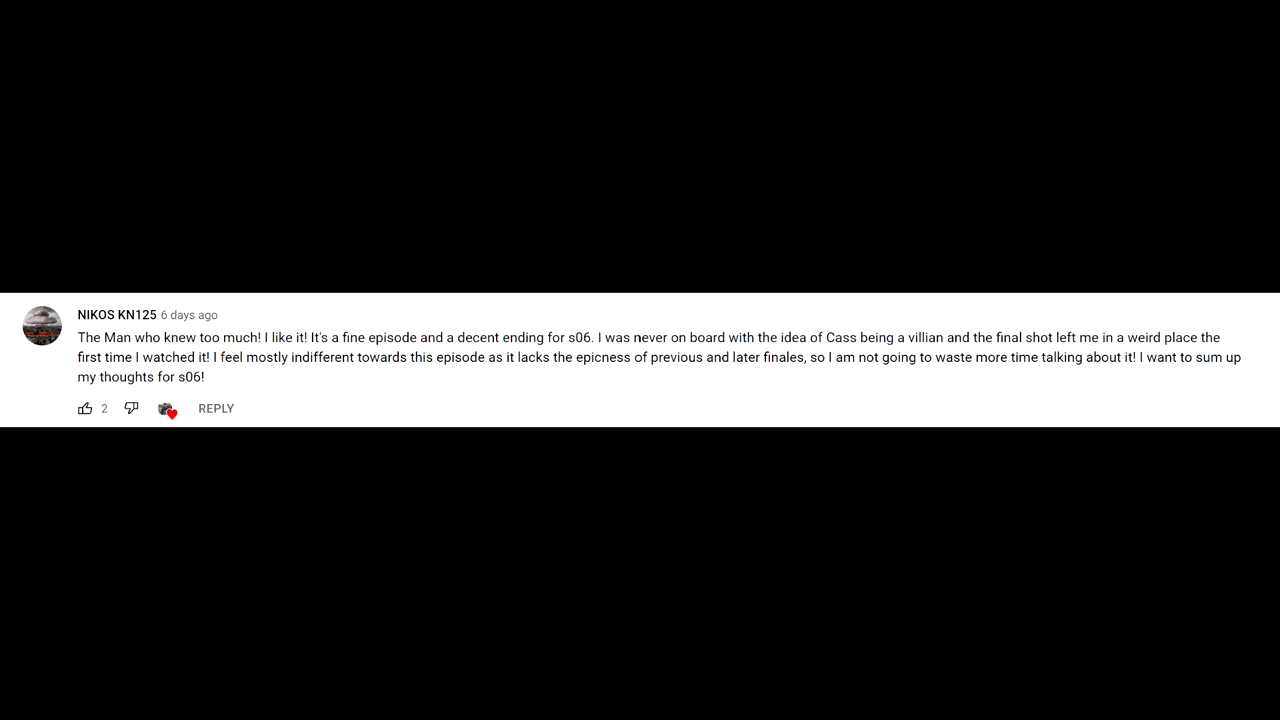 NIKOS KN125 6 days ago
The Man who knew too much! I like it! It's a fine episode and a decent ending for s06. I was never on board with the idea of Cass being a villian and the final shot left me in a weird place the
first time I watched it! I feel mostly indifferent towards this episode as it lacks the epicness of previous and later finales, so I am not going to waste more time talking about it! I want to sum up
my thoughts for s06!
2 REPLY